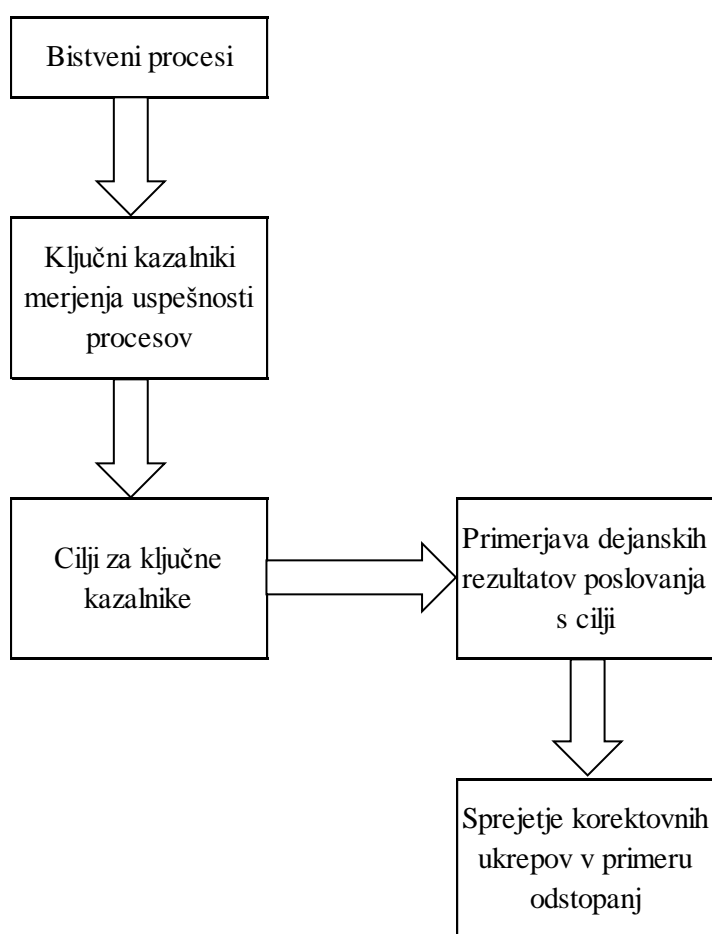 Bistveni procesi
Ključni kazalniki
merjenja uspešnosti
procesov
Cilji za ključne
kazalnike
Primerjava dejanskih
rezultatov poslovanja
s cilji
Sprejetje korektovnih
ukrepov v primeru
odstopanj